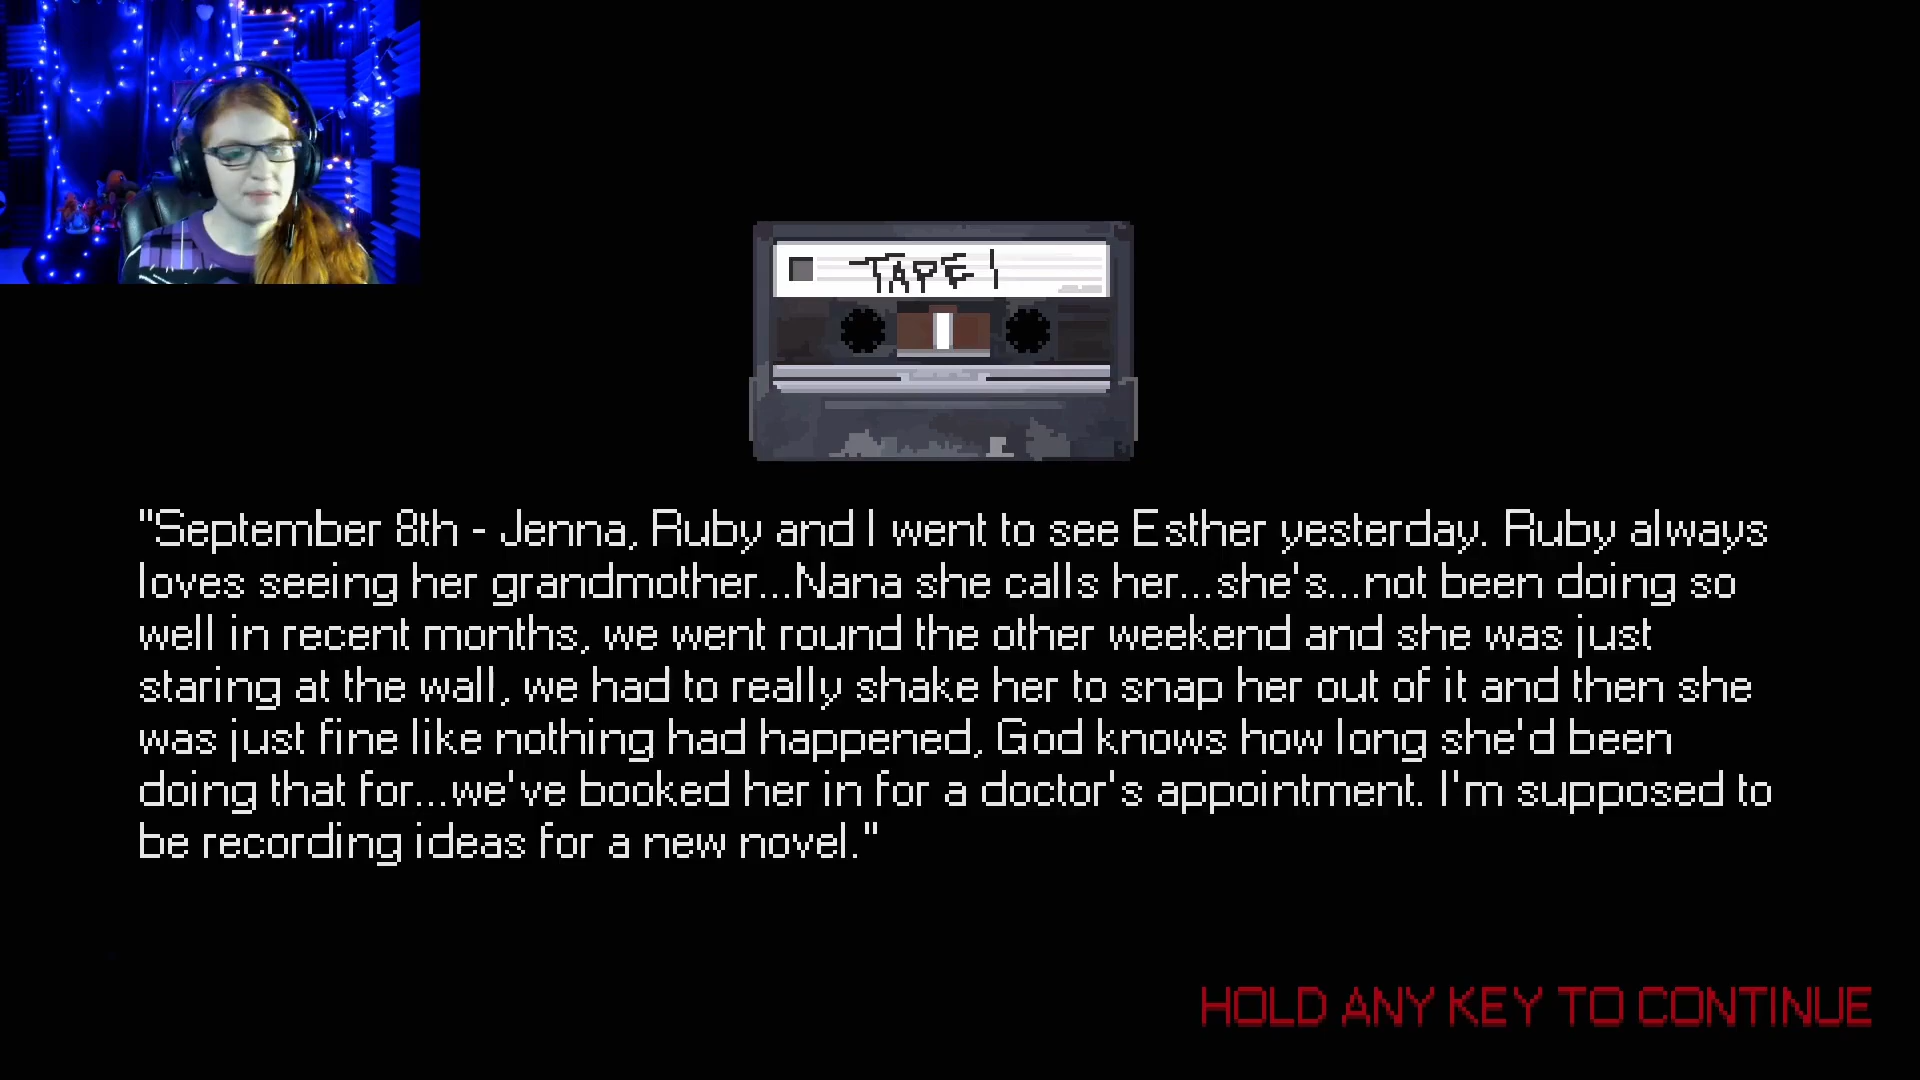 TAPE 1
"September 8th - Jenna, Ruby and I went to see Esther yesterday. Ruby always
loves seeing her grandmother...Nana she calls her...she's...not been doing so
well in recent months, we went round the other weekend and she was just
staring at the wall, we had to really shake her to snap her out of it and then she
was just fine like nothing had happened, God knows how long she'd been
doing that for...we've booked her in for a doctor's appointment. I'm supposed to
be recording ideas for a new novel."
HOLD ANY KEY TO CONTINUE